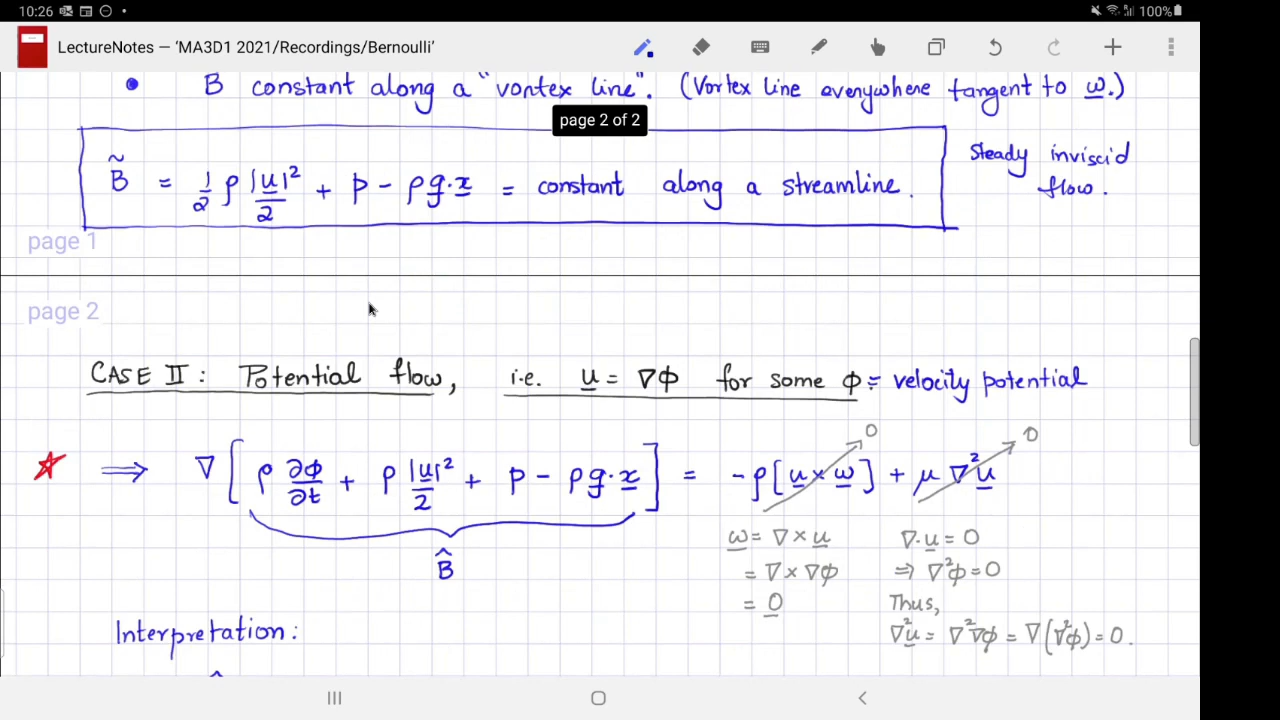 10:26 100%
LectureNotes — ‘MA3D1 2021/Recordings/Bernoulli’
• B constant along a "vortex line". (Vortex line everywhere tangent to ω.)
page 2 of 2
B̃ = ½ ρ |u|²/2 + p − ρg·x = constant along a streamline.
Steady inviscid
flow.
page 1
page 2
CASE II: Potential flow, i.e. u = ∇φ for some φ = velocity potential
⟹ ∇[ρ ∂φ/∂t + ρ |u|²/2 + p − ρg·x] = −ρ[u×ω] + μ∇²u
0 0
B̂
ω = ∇×u
= ∇×∇φ
= 0
∇·u = 0
⇒ ∇²φ = 0
Thus,
∇²u = ∇²∇φ = ∇(∇²φ) = 0.
Interpretation: